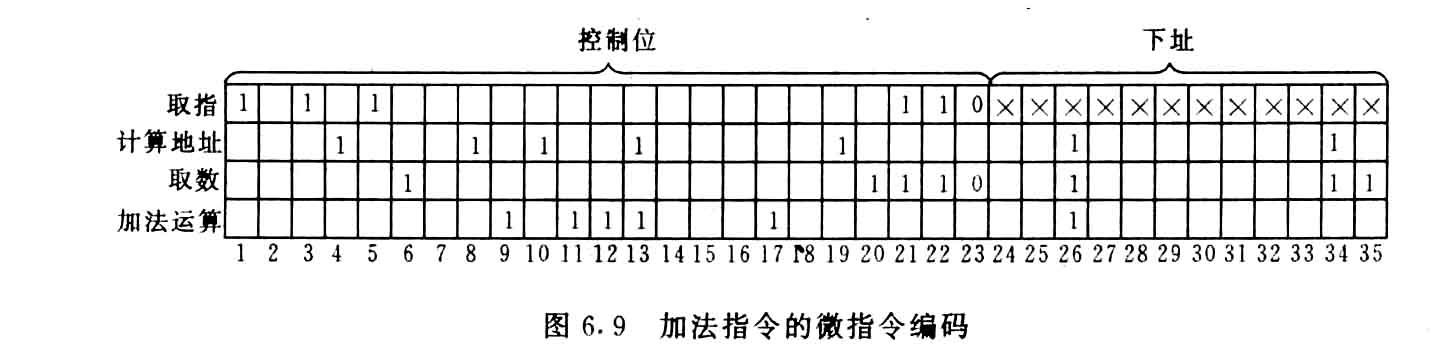 控制位 下址
取指 1 1 1 1 1 0 × × × × × × × × × × × ×
计算地址 1 1 1 1 1 1 1
取数 1 1 1 1 0 1 1 1
加法运算 1 1 1 1 1 1
1 2 3 4 5 6 7 8 9 10 11 12 13 14 15 16 17 18 19 20 21 22 23 24 25 26 27 28 29 30 31 32 33 34 35
图 6.9 加法指令的微指令编码